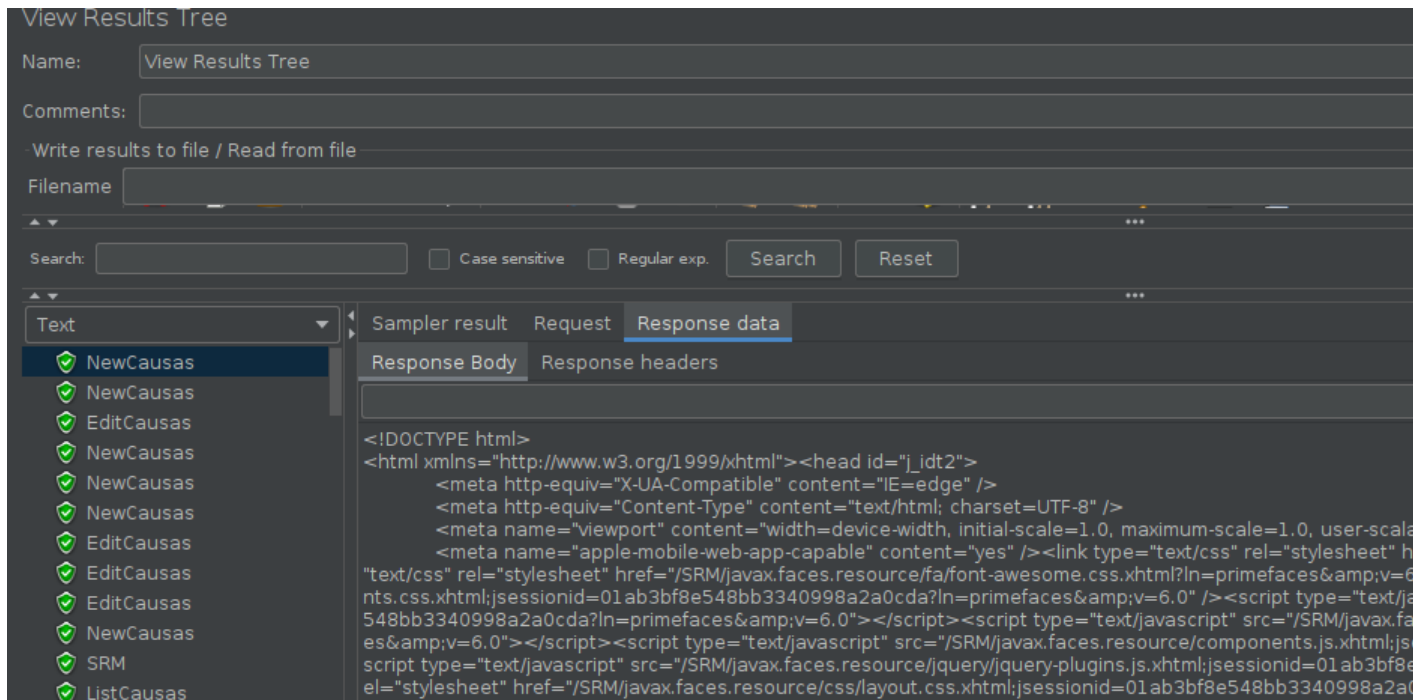 View Results Tree
Name: View Results Tree
Comments:
Write results to file / Read from file
Filename
Search: Case sensitive Regular exp. Search Reset
Text
NewCausas
NewCausas
EditCausas
NewCausas
NewCausas
NewCausas
EditCausas
EditCausas
EditCausas
NewCausas
SRM
ListCausas
Sampler result Request Response data
Response Body Response headers
<!DOCTYPE html>
<html xmlns="http://www.w3.org/1999/xhtml"><head id="j_idt2">
<meta http-equiv="X-UA-Compatible" content="IE=edge" />
<meta http-equiv="Content-Type" content="text/html; charset=UTF-8" />
<meta name="viewport" content="width=device-width, initial-scale=1.0, maximum-scale=1.0, user-scala
<meta name="apple-mobile-web-app-capable" content="yes" /><link type="text/css" rel="stylesheet" h
"text/css" rel="stylesheet" href="/SRM/javax.faces.resource/fa/font-awesome.css.xhtml?ln=primefaces&amp;v=6
nts.css.xhtml;jsessionid=01ab3bf8e548bb3340998a2a0cda?ln=primefaces&amp;v=6.0" /><script type="text/ja
548bb3340998a2a0cda?ln=primefaces&amp;v=6.0"></script><script type="text/javascript" src="/SRM/javax.fa
es&amp;v=6.0"></script><script type="text/javascript" src="/SRM/javax.faces.resource/components.js.xhtml;jse
script type="text/javascript" src="/SRM/javax.faces.resource/jquery/jquery-plugins.js.xhtml;jsessionid=01ab3bf8e
el="stylesheet" href="/SRM/javax.faces.resource/css/layout.css.xhtml;jsessionid=01ab3bf8e548bb3340998a2a0